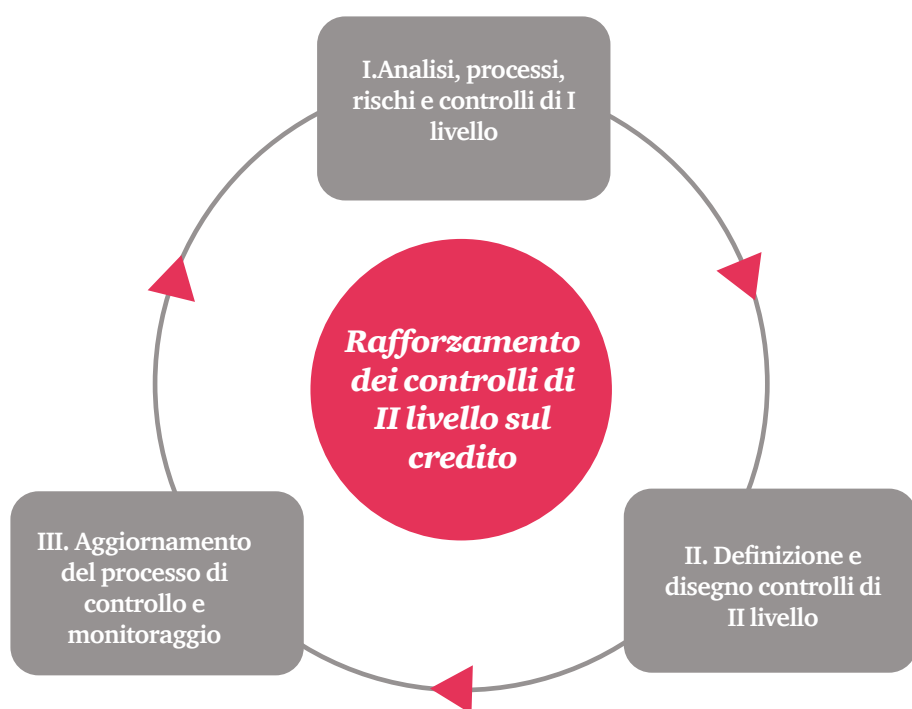 I.Analisi, processi,
rischi e controlli di I
livello
Rafforzamento
dei controlli di
II livello sul
credito
III. Aggiornamento
del processo di
controllo e
monitoraggio
II. Definizione e
disegno controlli di
II livello